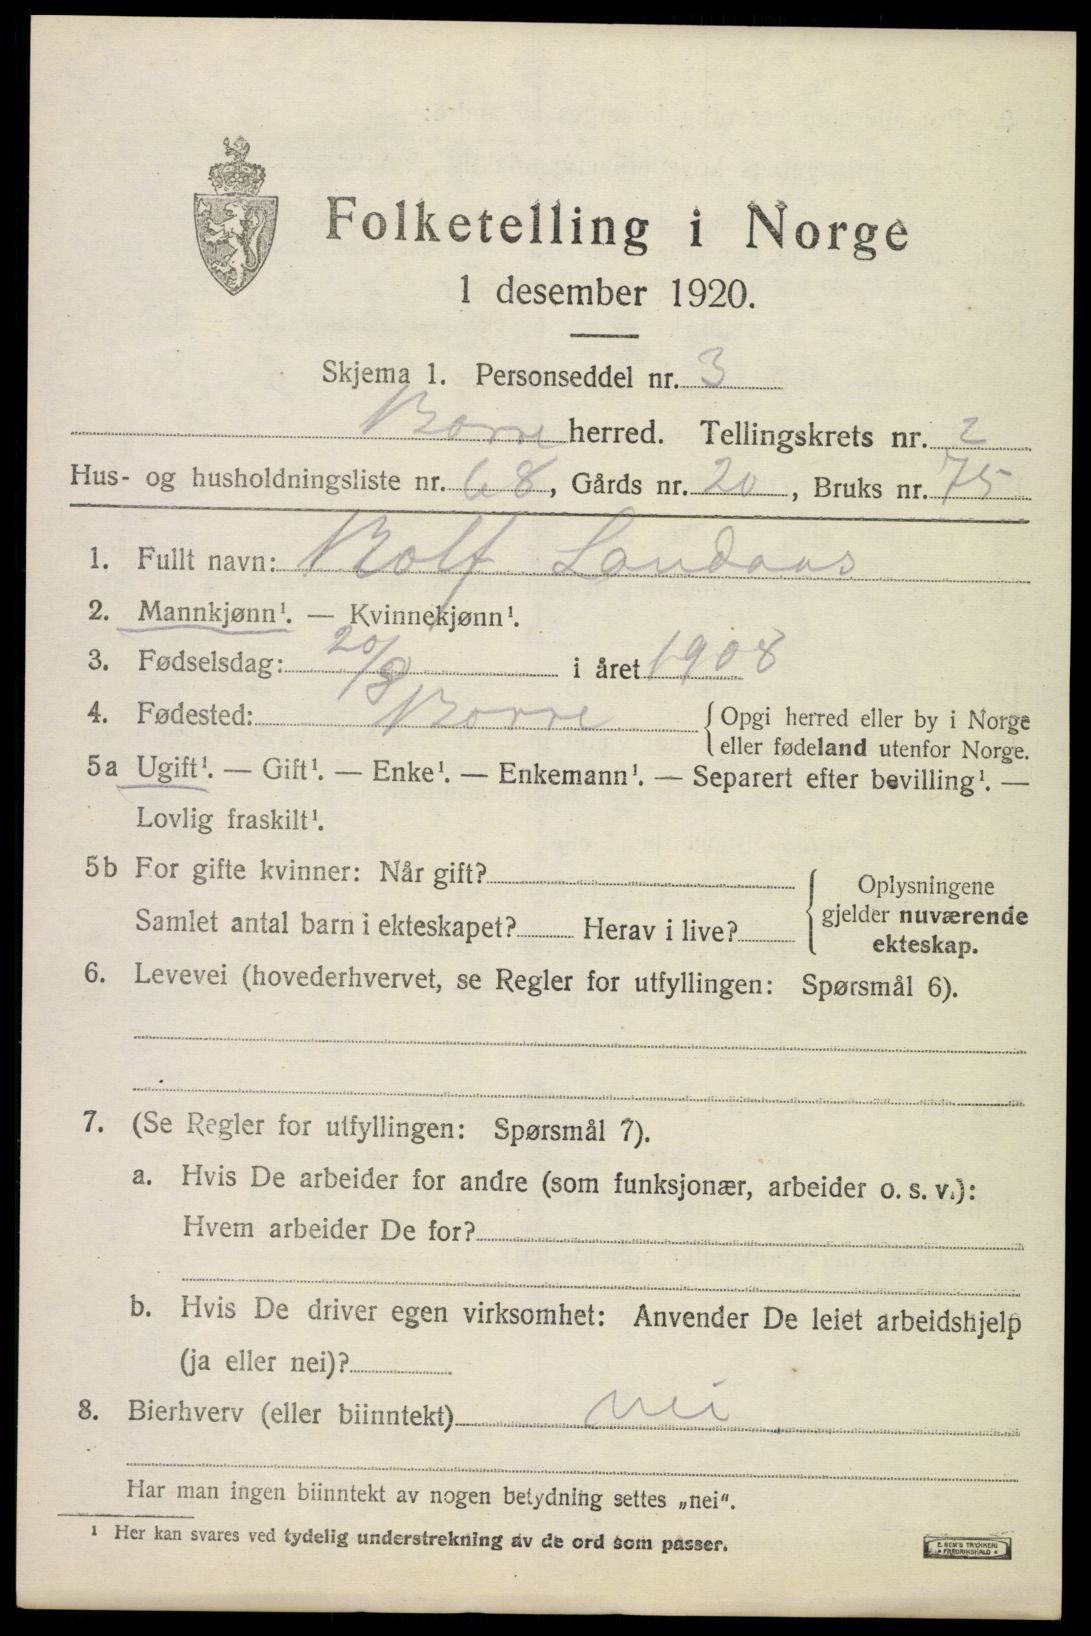 Folketelling i Norge
1 desember 1920.
Skjema 1. Personseddel nr. 3
Borre herred. Tellingskrets nr. 2
Hus- og husholdningsliste nr. 68, Gårds nr. 20, Bruks nr. 75
1. Fullt navn: Rolf Landaas
2. Mannkjønn¹. — Kvinnekjønn¹.
3. Fødselsdag: 20/8 i året 1908
4. Fødested: Borre {Opgi herred eller by i Norge
eller fødeland utenfor Norge.
5a Ugift¹. — Gift¹. — Enke¹. — Enkemann¹. — Separert efter bevilling¹. —
Lovlig fraskilt¹.
5b For gifte kvinner: Når gift?
Samlet antal barn i ekteskapet? Herav i live?
Oplysningene
gjelder nuværende
ekteskap.
6. Levevei (hovederhvervet, se Regler for utfyllingen: Spørsmål 6).
7. (Se Regler for utfyllingen: Spørsmål 7).
a. Hvis De arbeider for andre (som funksjonær, arbeider o. s. v.):
Hvem arbeider De for?
b. Hvis De driver egen virksomhet: Anvender De leiet arbeidshjelp
(ja eller nei)?
8. Bierhverv (eller biinntekt) nei
Har man ingen biinntekt av nogen betydning settes „nei".
¹ Her kan svares ved tydelig understrekning av de ord som passer.
E. SEM'S TRYKKERI
FREDRIKSHALD